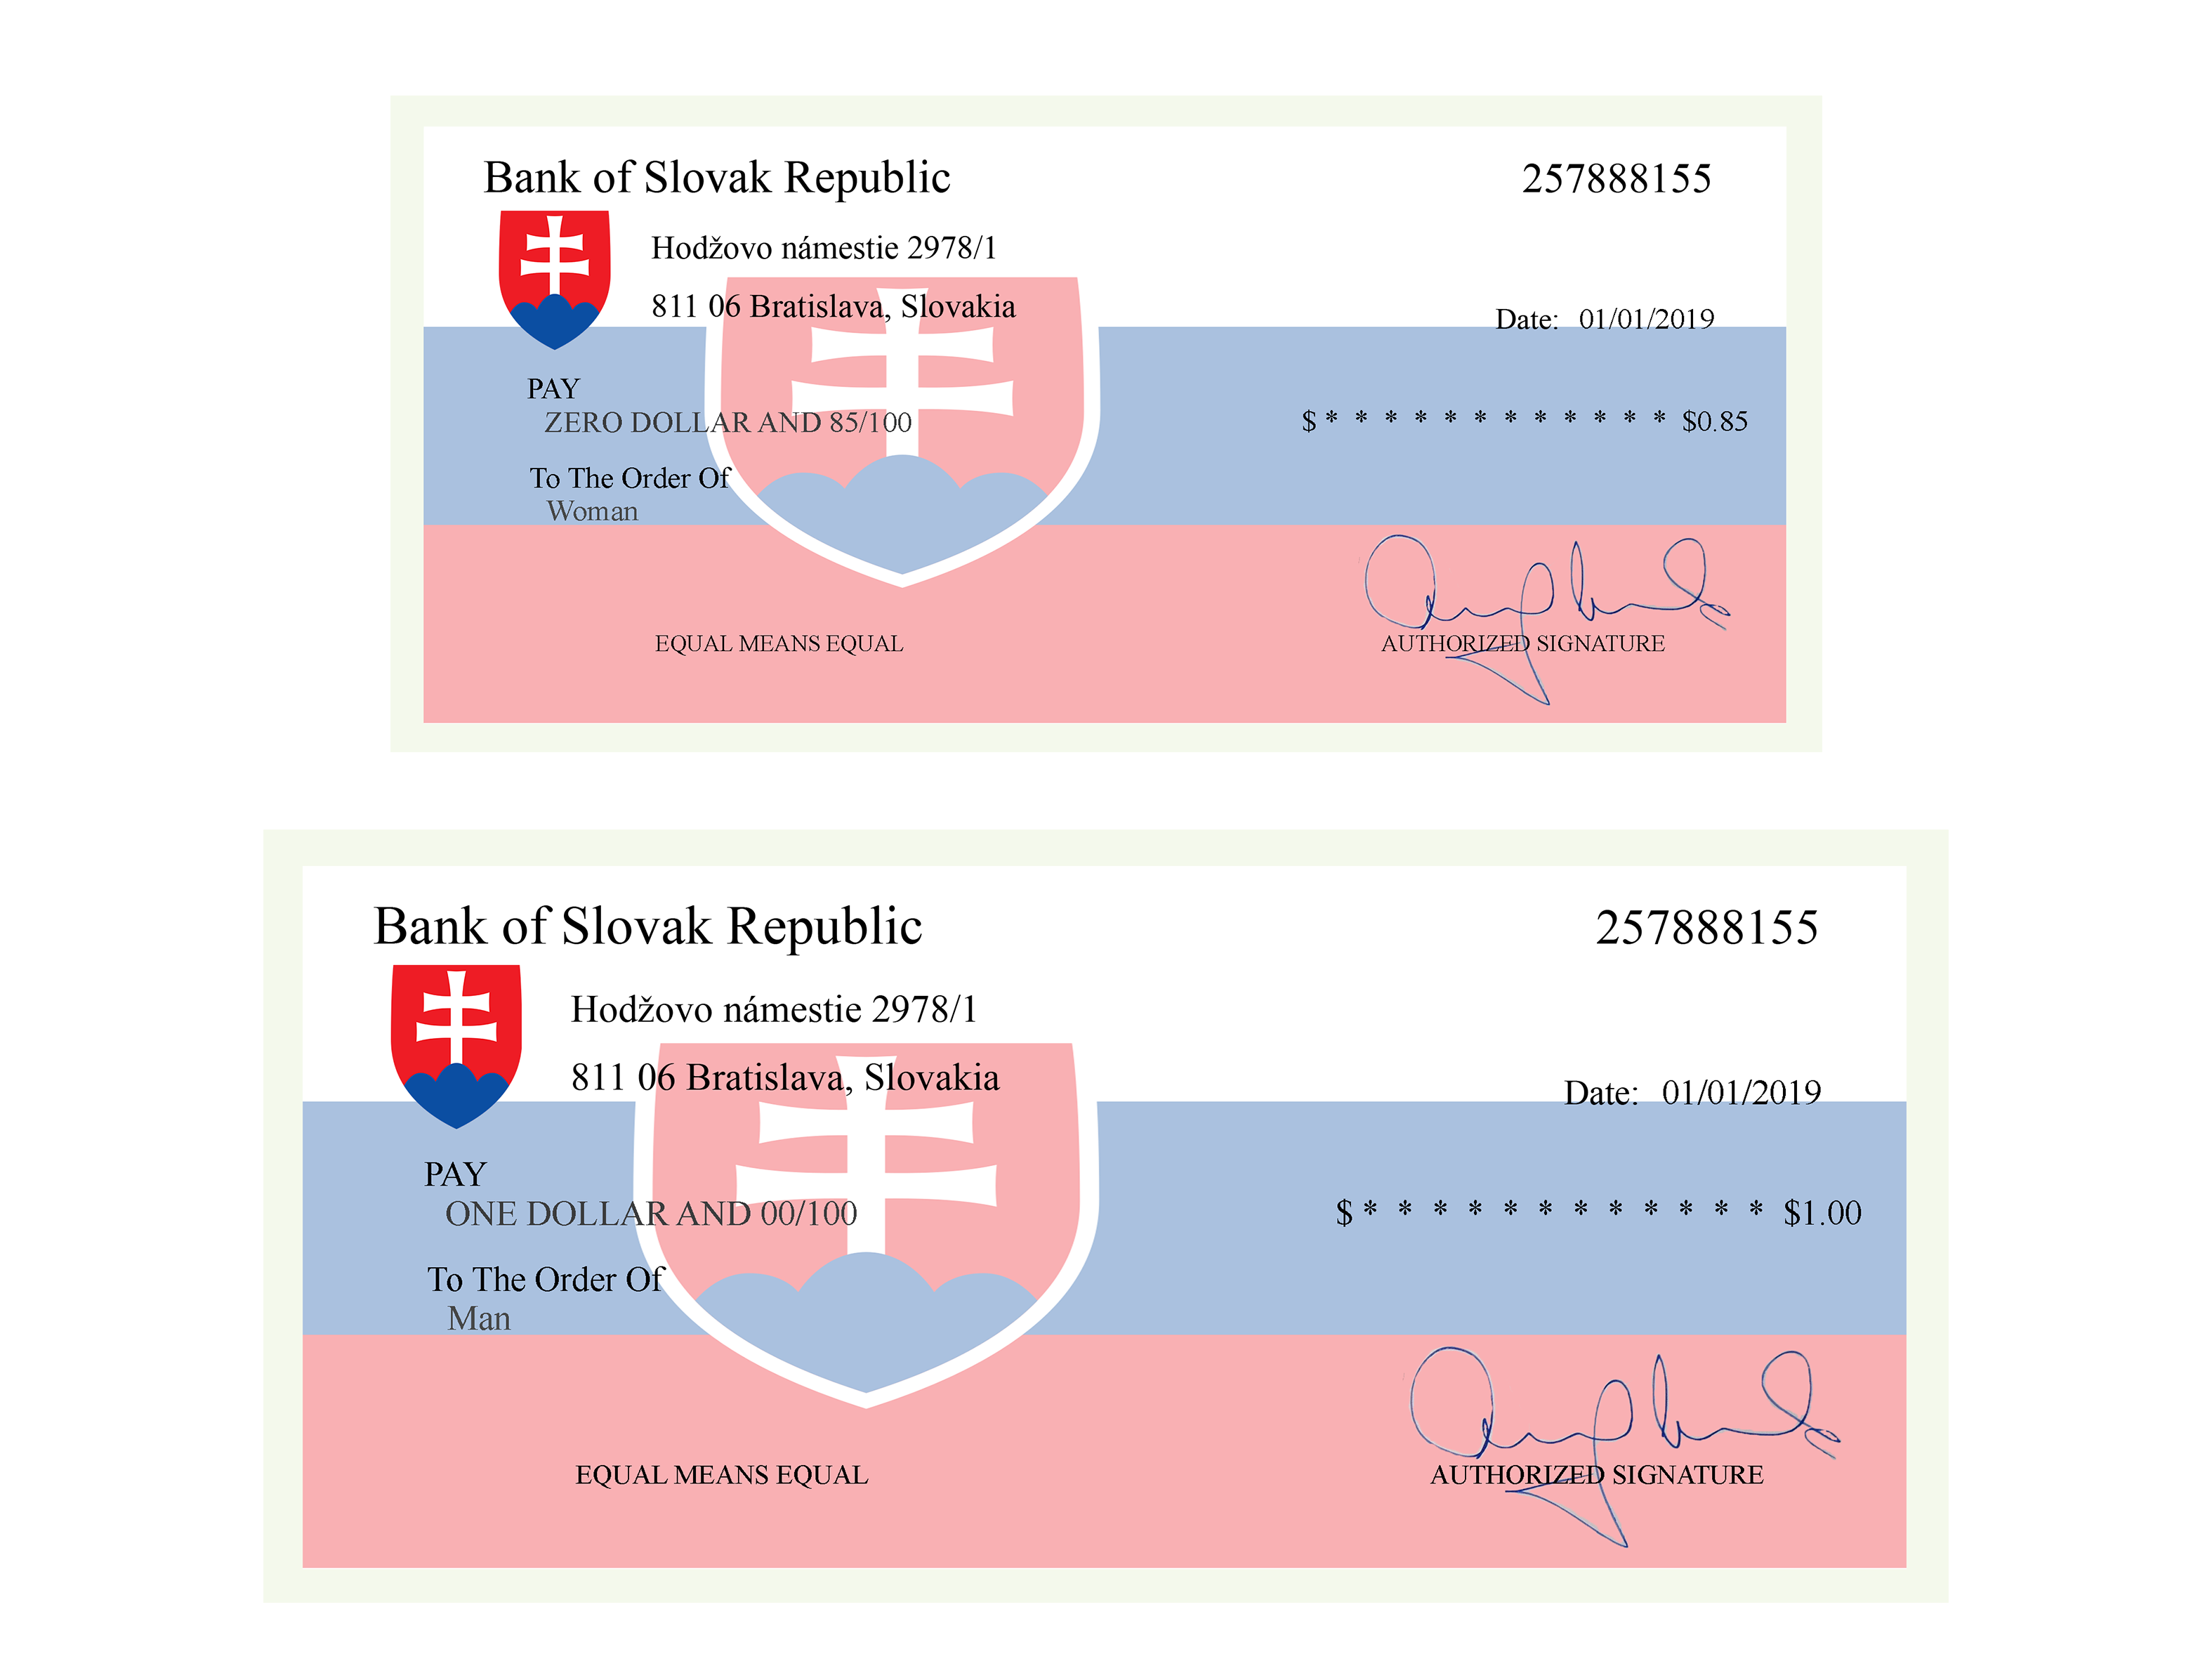 Bank of Slovak Republic 257888155
Hodžovo námestie 2978/1
811 06 Bratislava, Slovakia
Date: 01/01/2019
PAY
ZERO DOLLAR AND 85/100 $ * * * * * * * * * * * * $0.85
To The Order Of
Woman
EQUAL MEANS EQUAL AUTHORIZED SIGNATURE
Bank of Slovak Republic 257888155
Hodžovo námestie 2978/1
811 06 Bratislava, Slovakia
Date: 01/01/2019
PAY
ONE DOLLAR AND 00/100 $ * * * * * * * * * * * * $1.00
To The Order Of
Man
EQUAL MEANS EQUAL AUTHORIZED SIGNATURE